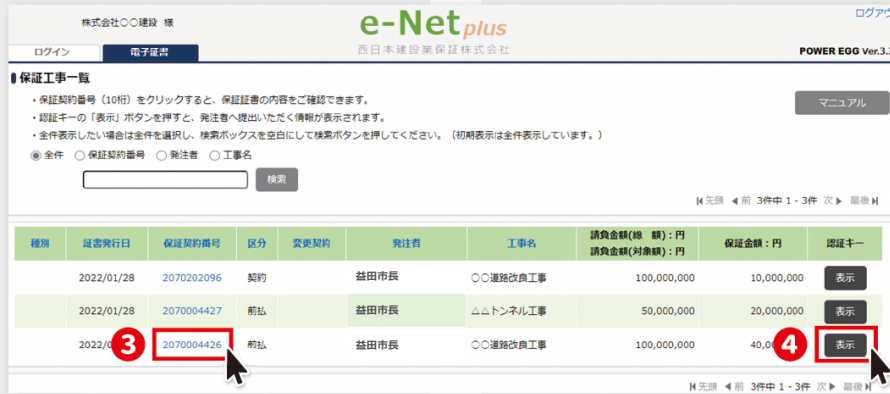 株式会社○○建設 様
e-Net plus
西日本建設業保証株式会社
ログアウ
ログイン 電子証書
POWER EGG Ver.3.
保証工事一覧
・保証契約番号（10桁）をクリックすると、保証証書の内容をご確認できます。
・認証キーの「表示」ボタンを押すと、発注者へ提出いただく情報が表示されます。
・全件表示したい場合は全件を選択し、検索ボックスを空白にして検索ボタンを押してください。（初期表示は全件表示しています。）
マニュアル
全件 保証契約番号 発注者 工事名
検索
先頭 前 3件中 1 - 3件 次 最後
種別 証書発行日 保証契約番号 区分 変更契約 発注者 工事名 請負金額(総 額)：円 保証金額：円 認証キー
請負金額(対象額)：円
2022/01/28 2070202096 契約 益田市長 ○○道路改良工事 100,000,000 10,000,000 表示
2022/01/28 2070004427 前払 益田市長 △△トンネル工事 50,000,000 20,000,000 表示
2022/0 3 2070004426 前払 益田市長 ○○道路改良工事 100,000,000 40,0 4 表示
先頭 前 3件中 1 - 3件 次 最後